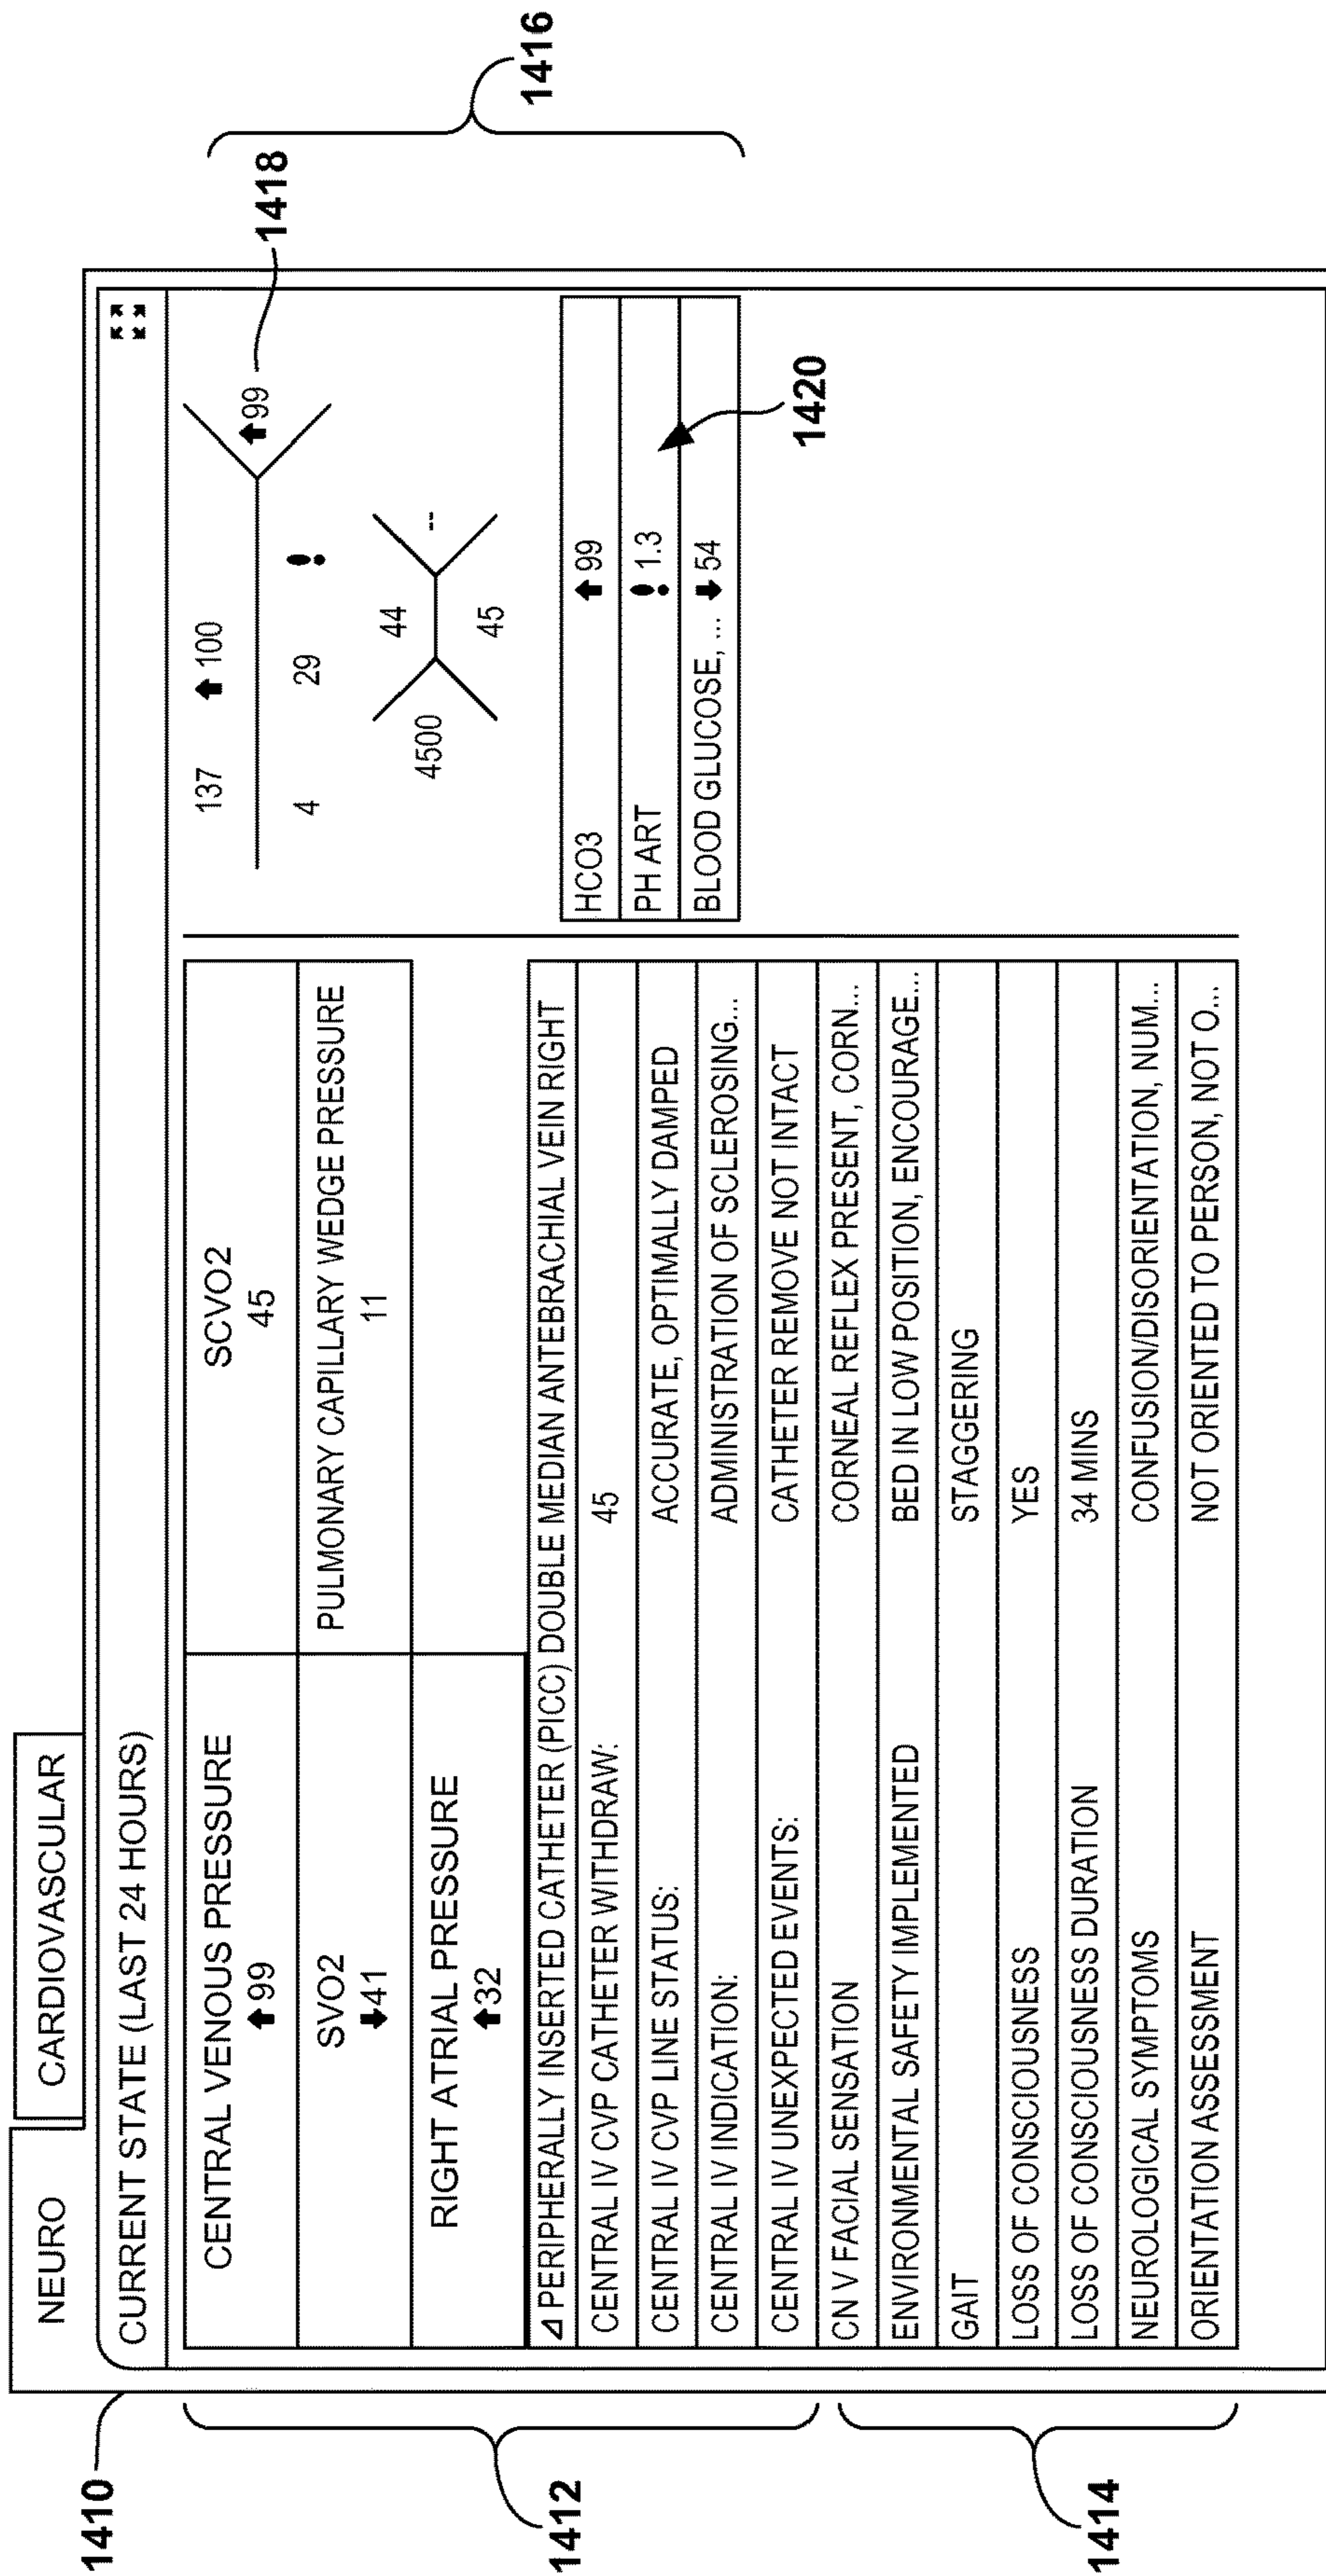 1410
NEURO
CARDIOVASCULAR
CURRENT STATE (LAST 24 HOURS)
1412
CENTRAL VENOUS PRESSURE
↑99
SCVO2
45
SVO2
↓41
PULMONARY CAPILLARY WEDGE PRESSURE
11
RIGHT ATRIAL PRESSURE
↑32
⊿ PERIPHERALLY INSERTED CATHETER (PICC) DOUBLE MEDIAN ANTEBRACHIAL VEIN RIGHT
CENTRAL IV CVP CATHETER WITHDRAW: 45
CENTRAL IV CVP LINE STATUS: ACCURATE, OPTIMALLY DAMPED
CENTRAL IV INDICATION: ADMINISTRATION OF SCLEROSING...
CENTRAL IV UNEXPECTED EVENTS: CATHETER REMOVE NOT INTACT
1414
CN V FACIAL SENSATION CORNEAL REFLEX PRESENT, CORN...
ENVIRONMENTAL SAFETY IMPLEMENTED BED IN LOW POSITION, ENCOURAGE...
GAIT STAGGERING
LOSS OF CONSCIOUSNESS YES
LOSS OF CONSCIOUSNESS DURATION 34 MINS
NEUROLOGICAL SYMPTOMS CONFUSION/DISORIENTATION, NUM...
ORIENTATION ASSESSMENT NOT ORIENTED TO PERSON, NOT O...
1416
137 ↑100
↑99
1418
4 29 !
4500 44 --
45
HCO3 ↑99
PH ART ! 1.3
BLOOD GLUCOSE, ... ↓54
1420